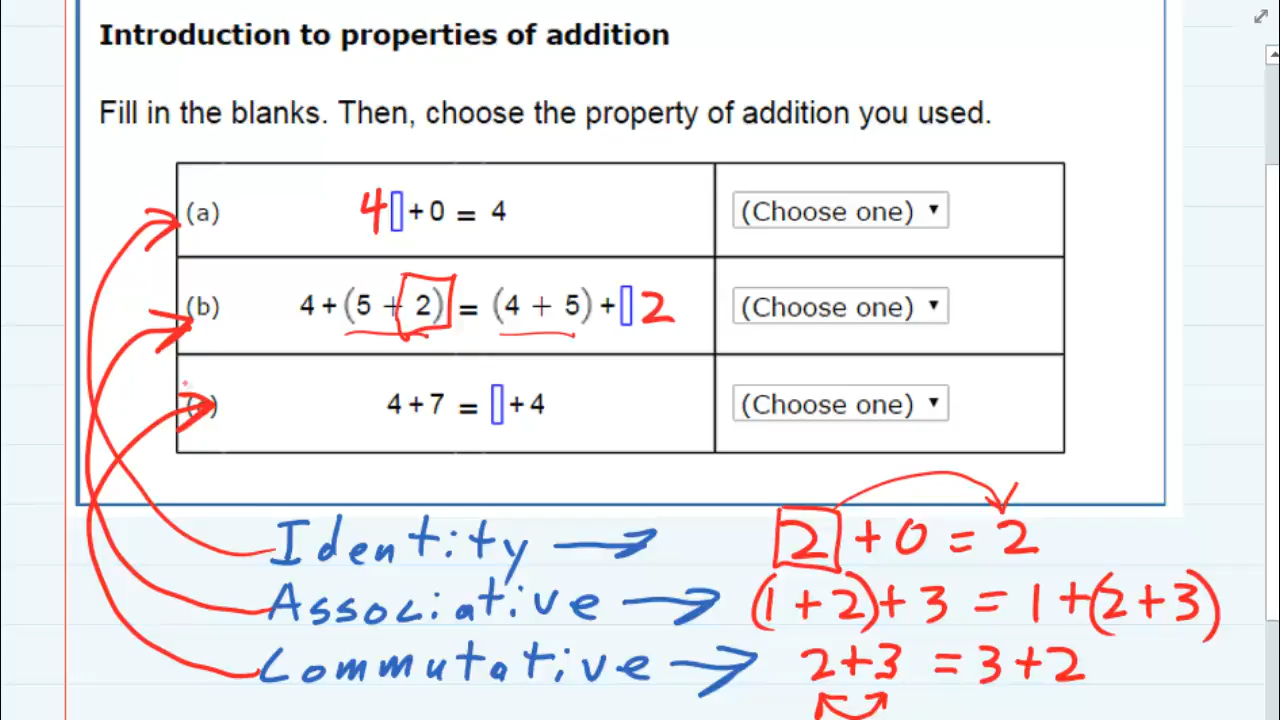 Introduction to properties of addition
Fill in the blanks. Then, choose the property of addition you used.
(a) 4 + 0 = 4 (Choose one)
(b) 4 + (5 + 2) = (4 + 5) + 2 (Choose one)
(c) 4 + 7 = + 4 (Choose one)
Identity → 2 + 0 = 2
Associative → (1 + 2) + 3 = 1 + (2 + 3)
Commutative → 2 + 3 = 3 + 2